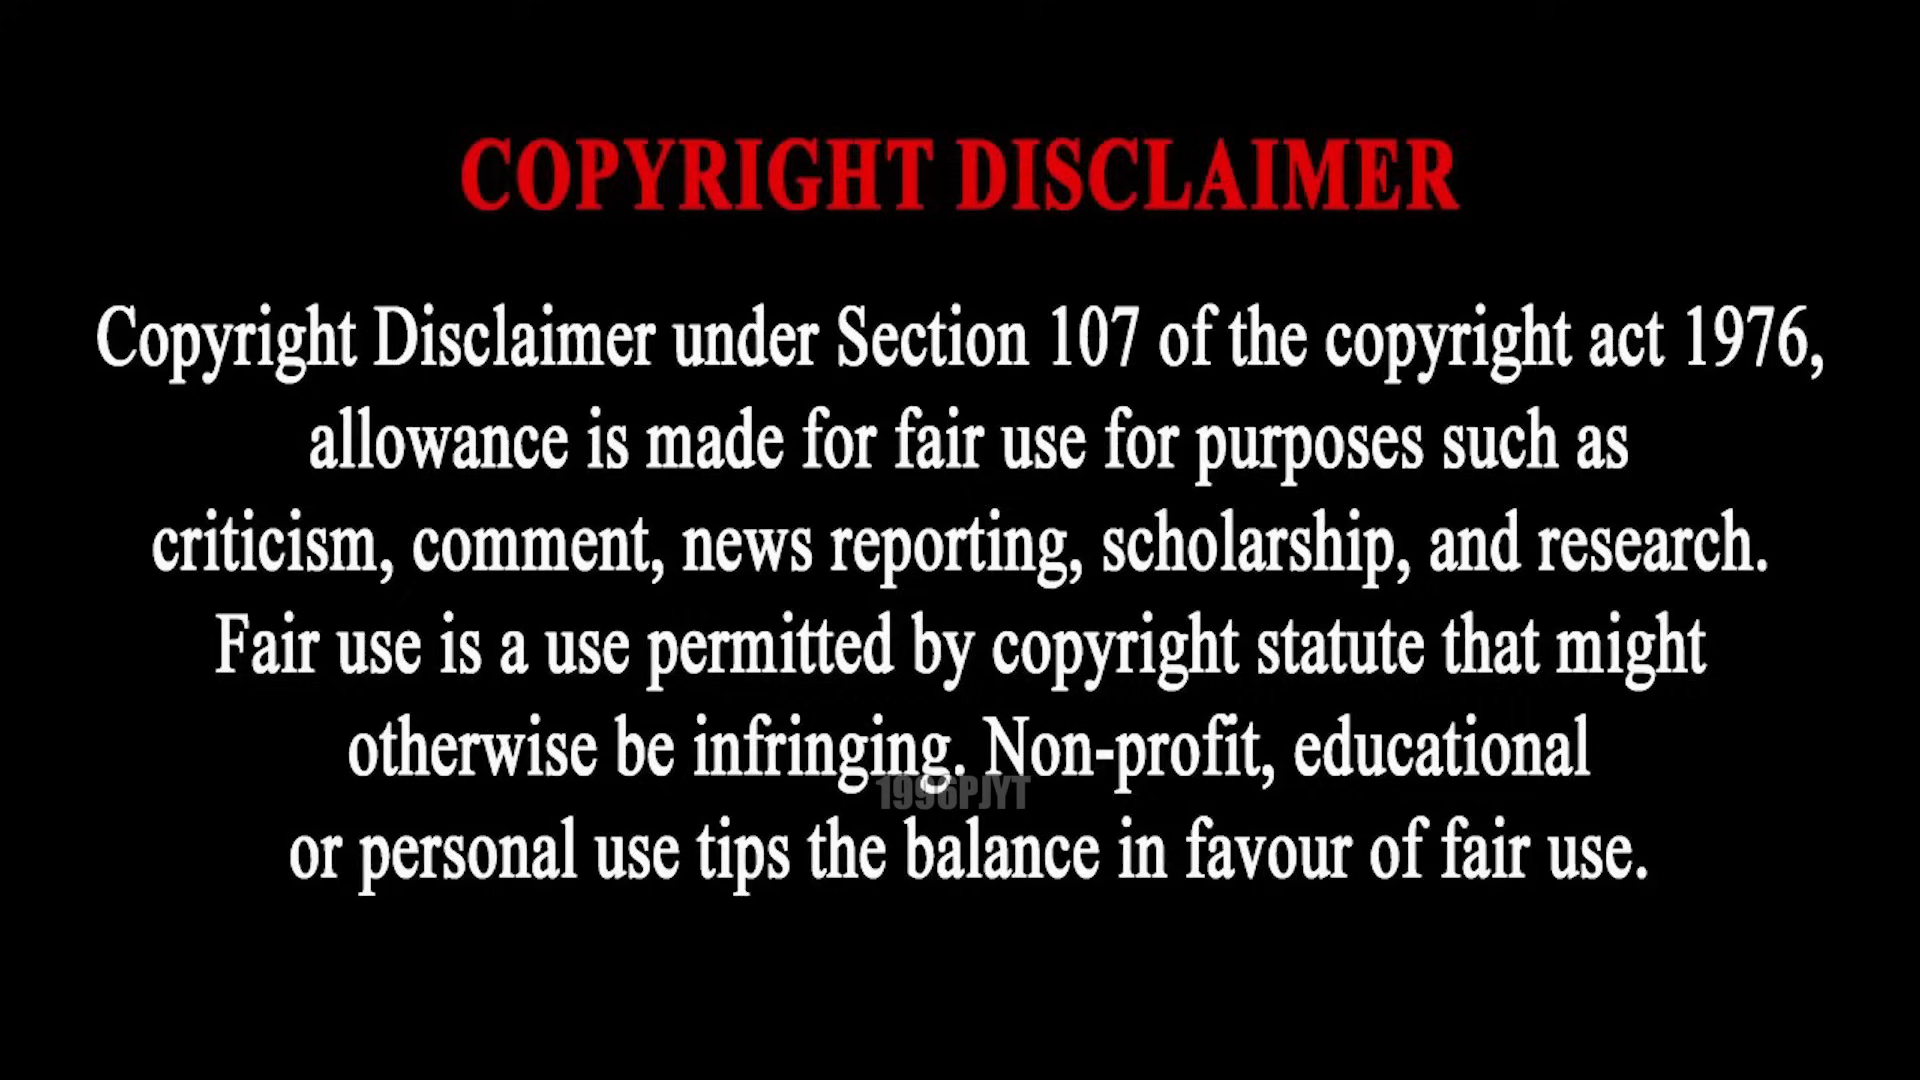 COPYRIGHT DISCLAIMER
Copyright Disclaimer under Section 107 of the copyright act 1976,
allowance is made for fair use for purposes such as
criticism, comment, news reporting, scholarship, and research.
Fair use is a use permitted by copyright statute that might
otherwise be infringing. Non-profit, educational
1996PJYT
or personal use tips the balance in favour of fair use.